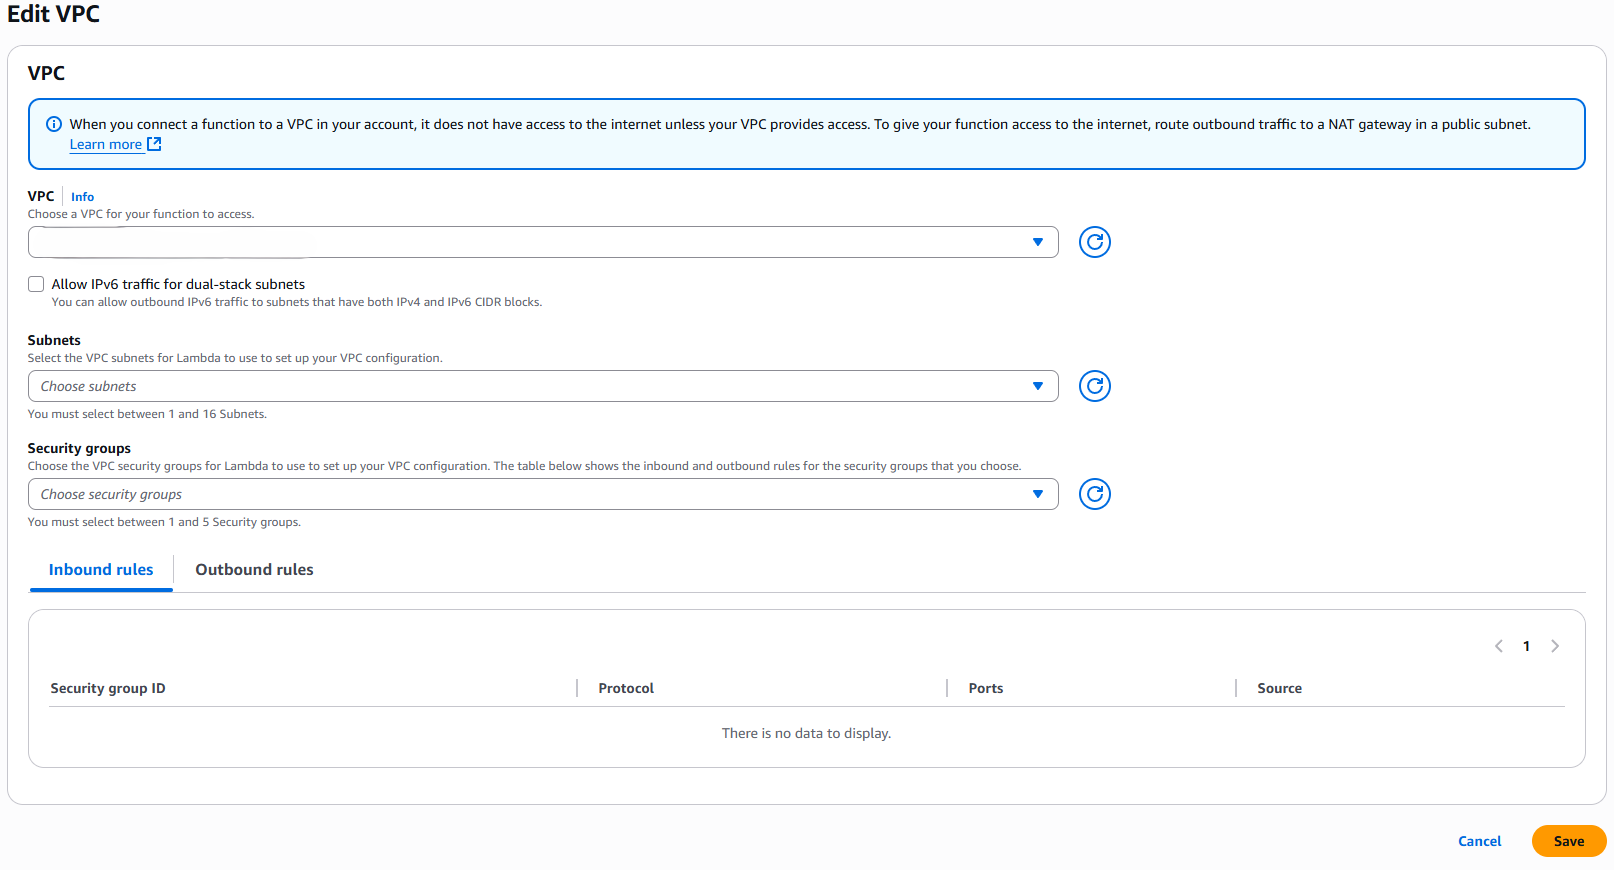 Edit VPC
VPC
When you connect a function to a VPC in your account, it does not have access to the internet unless your VPC provides access. To give your function access to the internet, route outbound traffic to a NAT gateway in a public subnet.
Learn more
VPC Info
Choose a VPC for your function to access.
Allow IPv6 traffic for dual-stack subnets
You can allow outbound IPv6 traffic to subnets that have both IPv4 and IPv6 CIDR blocks.
Subnets
Select the VPC subnets for Lambda to use to set up your VPC configuration.
Choose subnets
You must select between 1 and 16 Subnets.
Security groups
Choose the VPC security groups for Lambda to use to set up your VPC configuration. The table below shows the inbound and outbound rules for the security groups that you choose.
Choose security groups
You must select between 1 and 5 Security groups.
Inbound rules Outbound rules
1
Security group ID Protocol Ports Source
There is no data to display.
Cancel Save